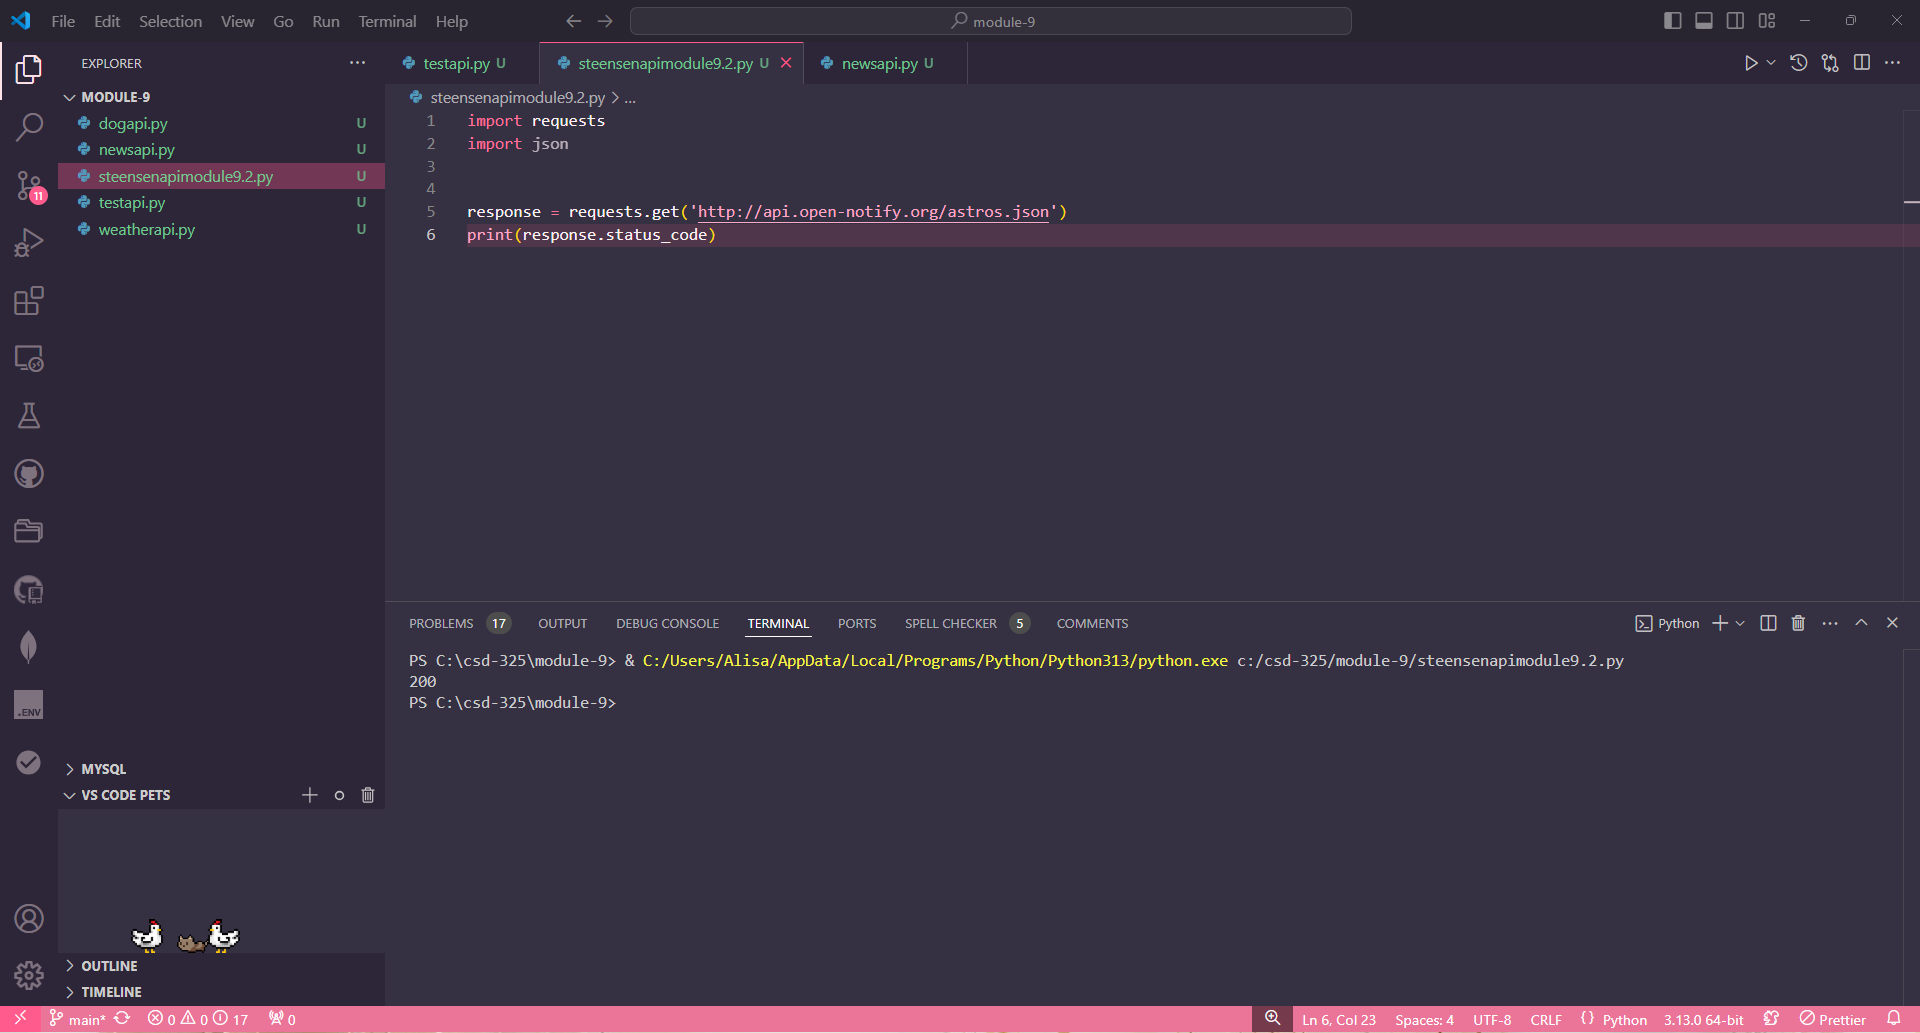 File Edit Selection View Go Run Terminal Help
module-9
EXPLORER
MODULE-9
dogapi.py U
newsapi.py U
steensenapimodule9.2.py U
testapi.py U
weatherapi.py U
11
.ENV
MYSQL
VS CODE PETS
OUTLINE
TIMELINE
testapi.py U
steensenapimodule9.2.py U
newsapi.py U
steensenapimodule9.2.py > ...
1 import requests
2 import json
3
4
5 response = requests.get('http://api.open-notify.org/astros.json')
6 print(response.status_code)
PROBLEMS 17 OUTPUT DEBUG CONSOLE TERMINAL PORTS SPELL CHECKER 5 COMMENTS
Python
PS C:\csd-325\module-9> & C:/Users/Alisa/AppData/Local/Programs/Python/Python313/python.exe c:/csd-325/module-9/steensenapimodule9.2.py
200
PS C:\csd-325\module-9>
main* 0 0 17 0 Ln 6, Col 23 Spaces: 4 UTF-8 CRLF {} Python 3.13.0 64-bit Prettier